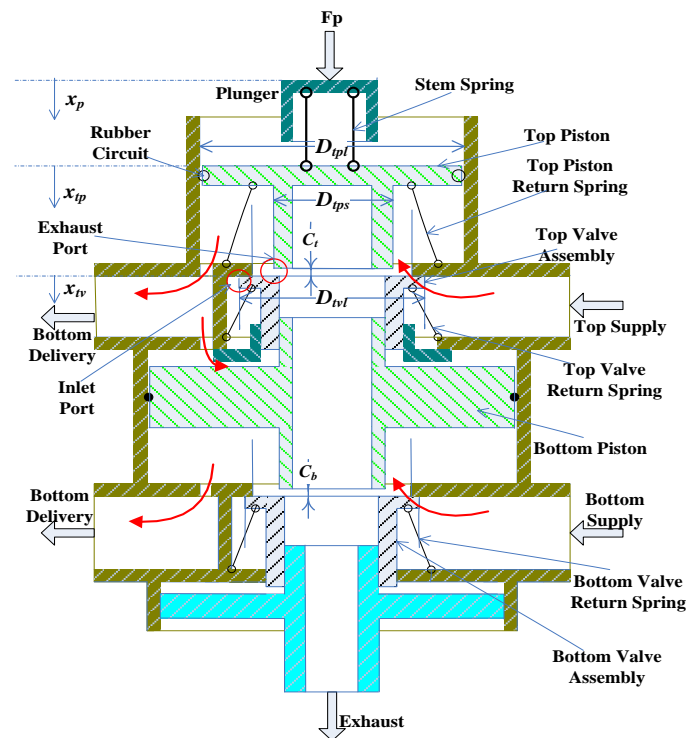 Fp
Plunger
Stem Spring
x_p
Rubber
Circuit
D_tpl
Top Piston
Top Piston
Return Spring
x_tp
D_tps
Exhaust
Port
C_t
Top Valve
Assembly
x_tv
D_tvl
Bottom
Delivery
Top Supply
Inlet
Port
Top Valve
Return Spring
Bottom Piston
C_b
Bottom
Delivery
Bottom
Supply
Bottom Valve
Return Spring
Bottom Valve
Assembly
Exhaust